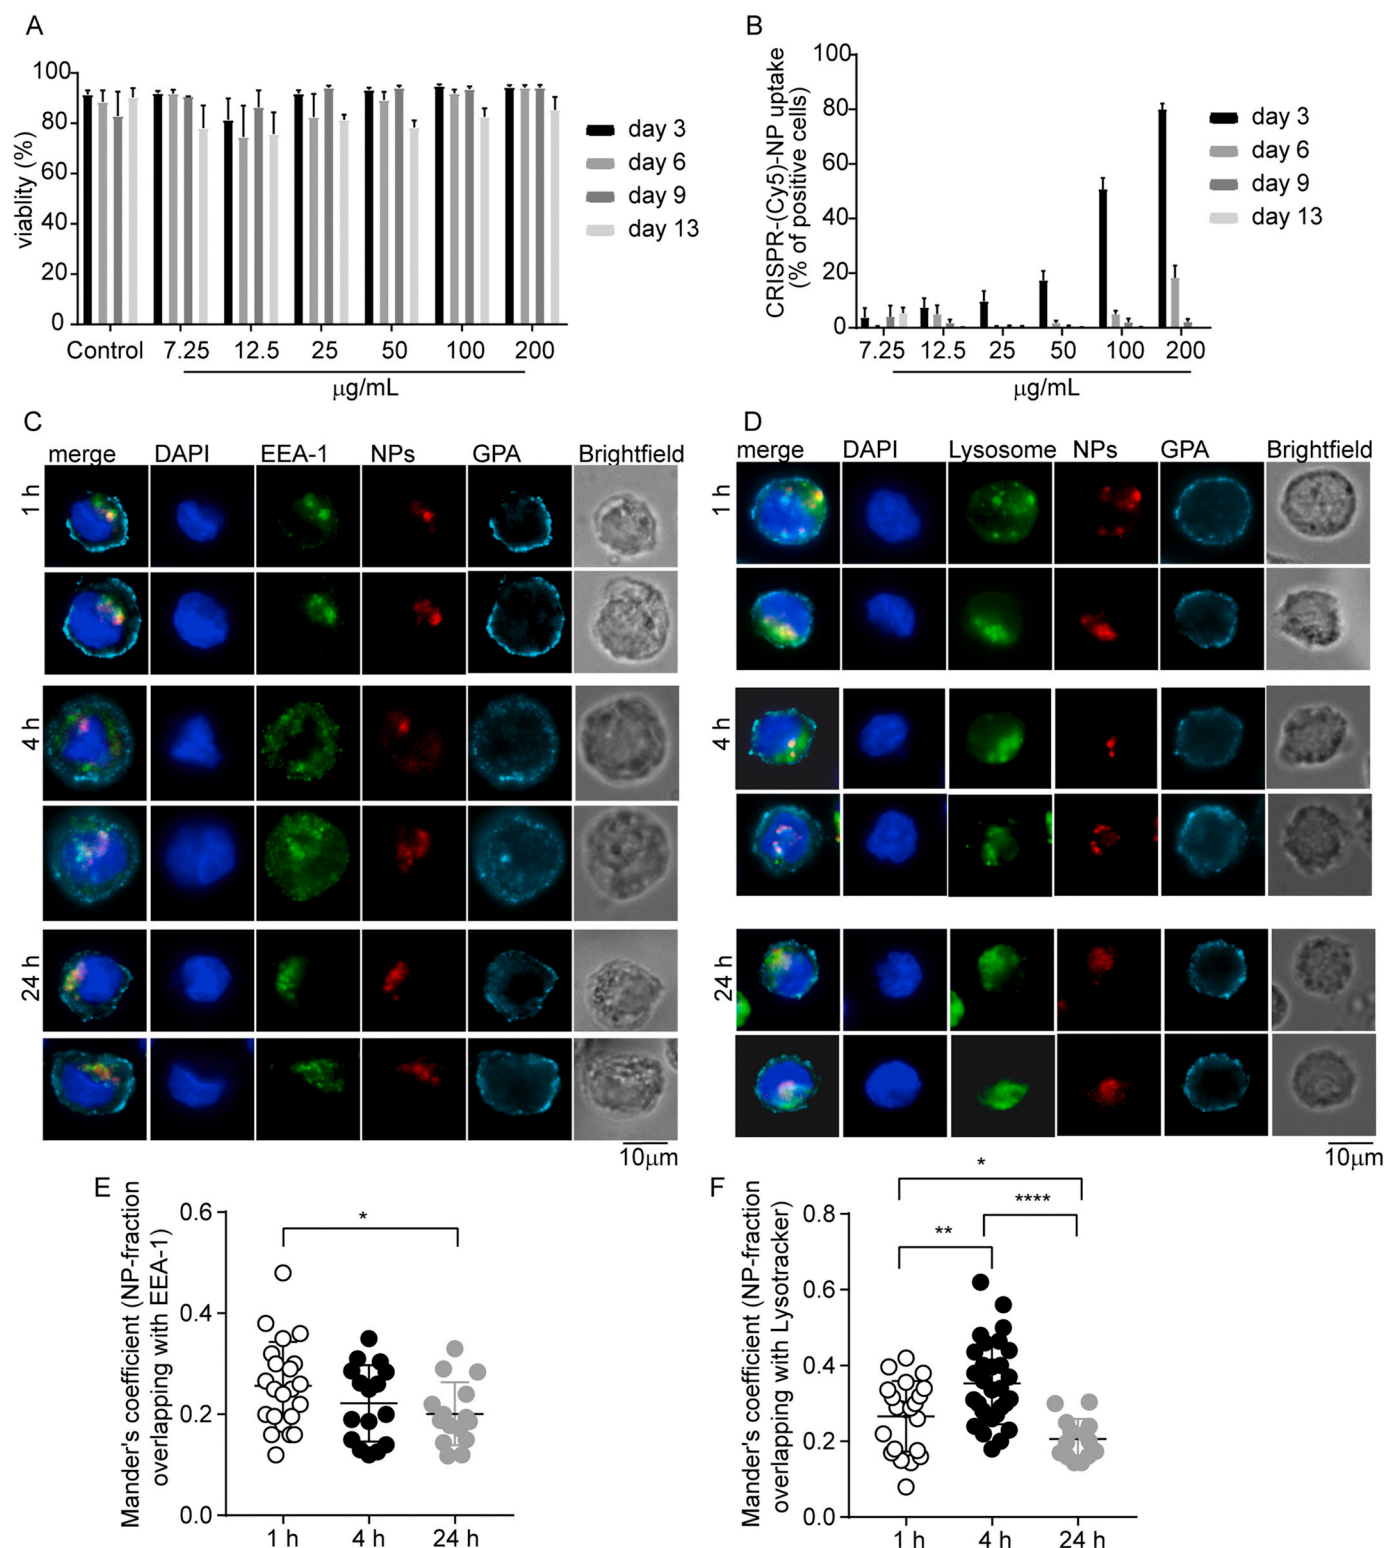 A
viablity (%)
100
80
60
40
20
0
Control 7.25 12.5 25 50 100 200
μg/mL
day 3
day 6
day 9
day 13
B
CRISPR-(Cy5)-NP uptake
(% of positive cells)
100
80
60
40
20
0
7.25 12.5 25 50 100 200
μg/mL
day 3
day 6
day 9
day 13
C
merge DAPI EEA-1 NPs GPA Brightfield
1 h
4 h
24 h
10μm
D
merge DAPI Lysosome NPs GPA Brightfield
1 h
4 h
24 h
10μm
E
Mander's coefficient (NP-fraction
overlapping with EEA-1)
0.6
0.4
0.2
0.0
*
1 h 4 h 24 h
F
Mander's coefficient (NP-fraction
overlapping with Lysotracker)
0.8
0.6
0.4
0.2
0.0
*
****
**
1 h 4 h 24 h